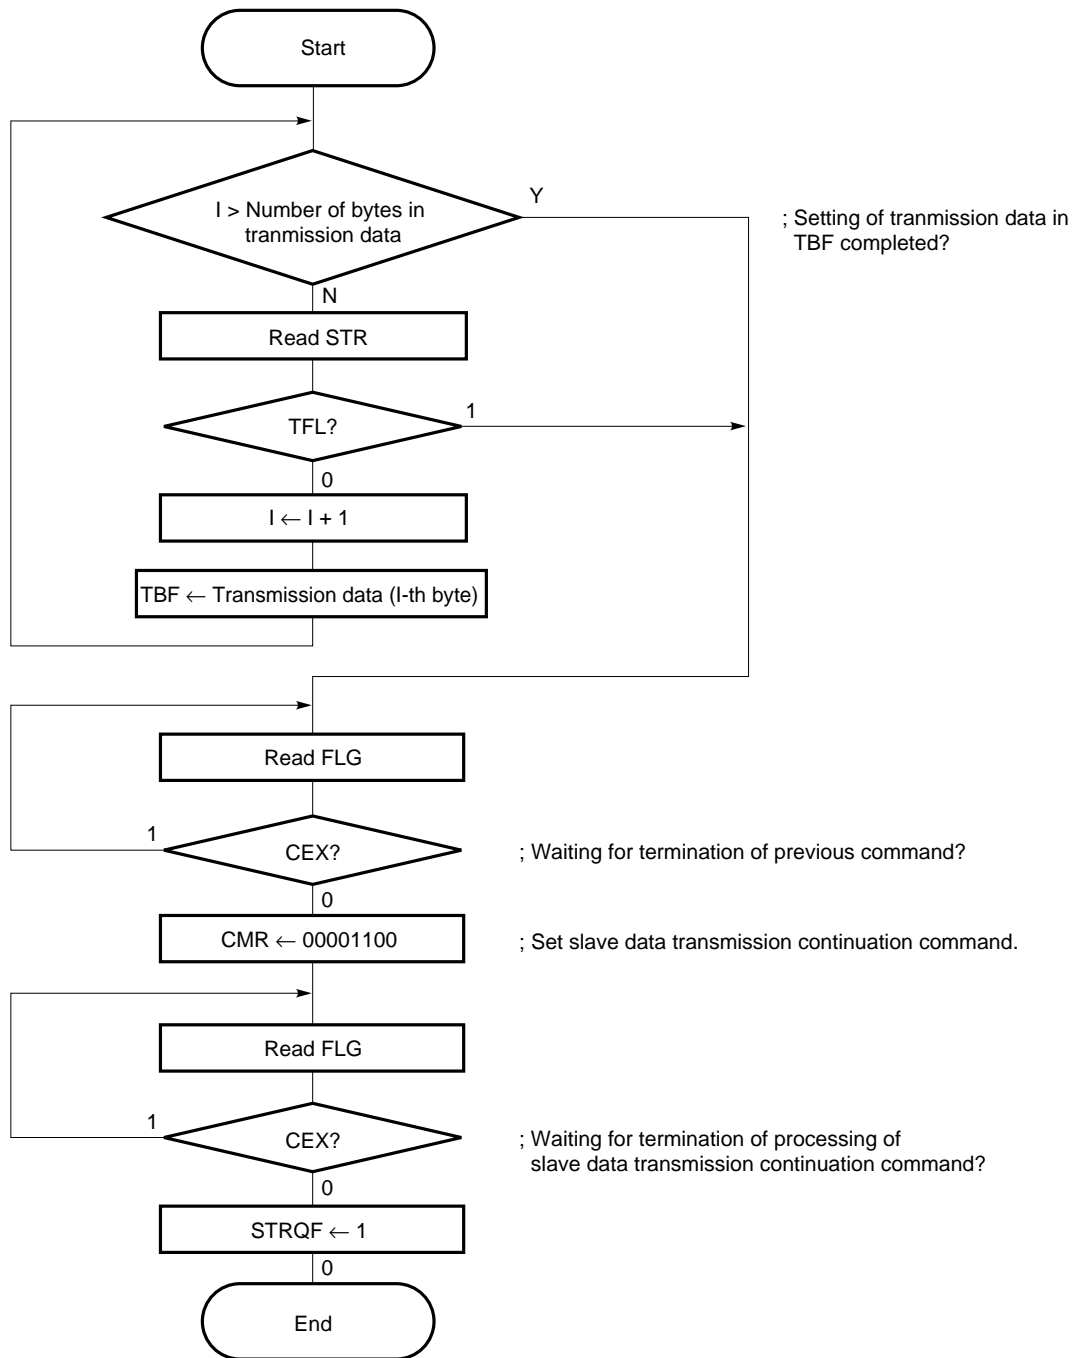 Start
I > Number of bytes in
tranmission data
Y
; Setting of tranmission data in
TBF completed?
N
Read STR
TFL?
1
0
I ← I + 1
TBF ← Transmission data (I-th byte)
Read FLG
1
CEX?
; Waiting for termination of previous command?
0
CMR ← 00001100
; Set slave data transmission continuation command.
Read FLG
1
CEX?
; Waiting for termination of processing of
slave data transmission continuation command?
0
STRQF ← 1
0
End